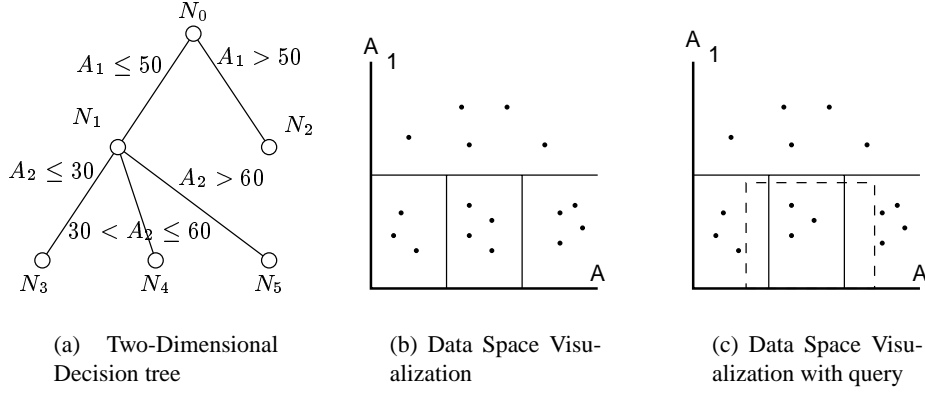 N₀
A₁ ≤ 50
A₁ > 50
N₁
N₂
A₂ ≤ 30
A₂ > 60
30 < A₂ ≤ 60
N₃
N₄
N₅
(a) Two-Dimensional
Decision tree
A
1
A
(b) Data Space Visu-
alization
A
1
A
(c) Data Space Visu-
alization with query